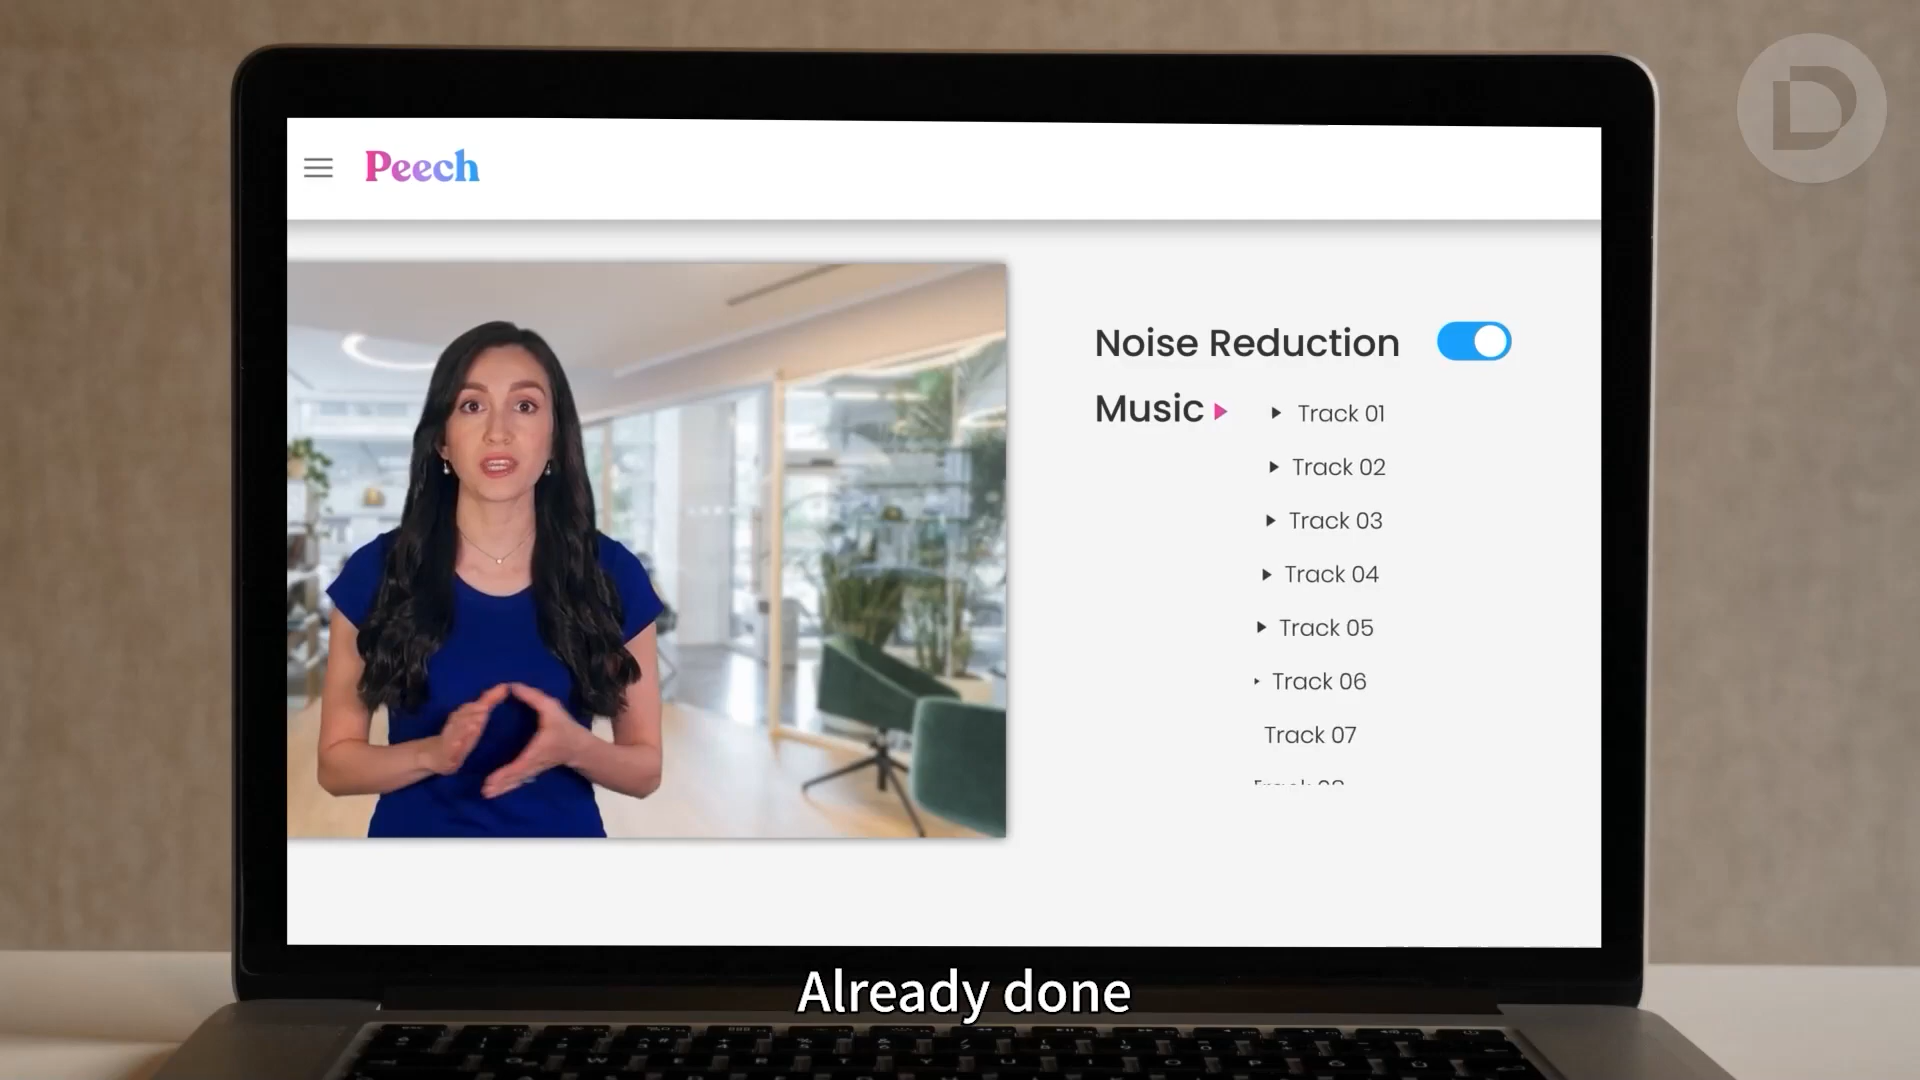 Peech
Noise Reduction
Music
Track 01
Track 02
Track 03
Track 04
Track 05
Track 06
Track 07
Already done